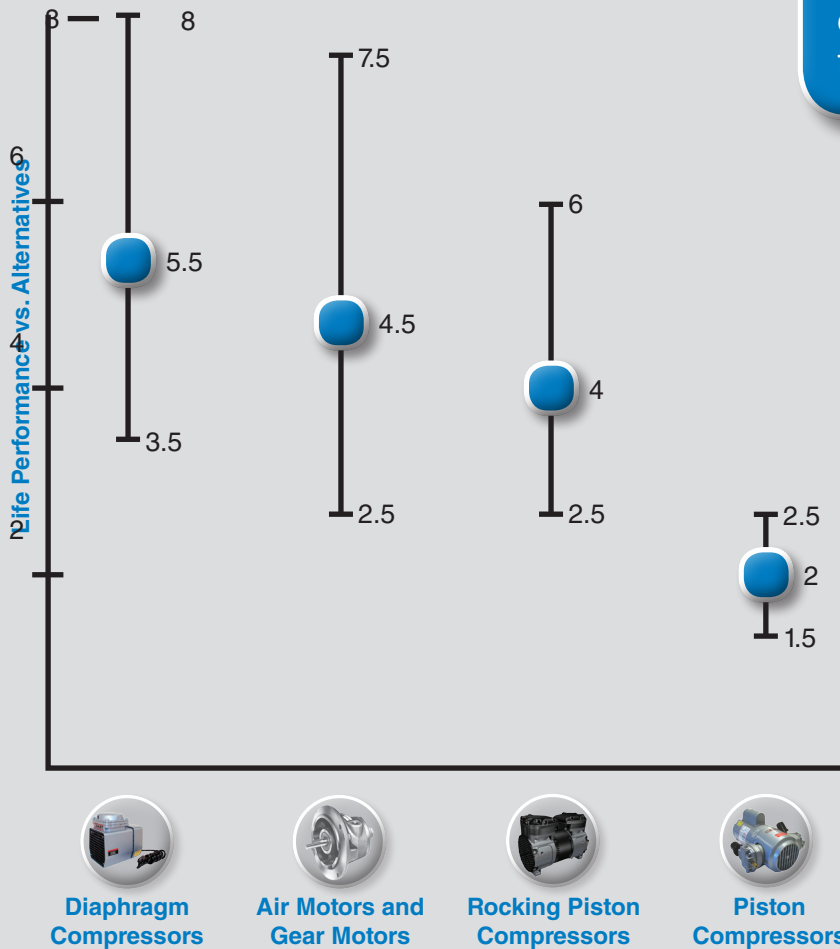 8
8
7.5
6
6
5.5
4.5
4
4
3.5
2.5
2.5
2.5
2
2
1.5
Life Performance vs. Alternatives
Diaphragm
Compressors
Air Motors and
Gear Motors
Rocking Piston
Compressors
Piston
Compressors